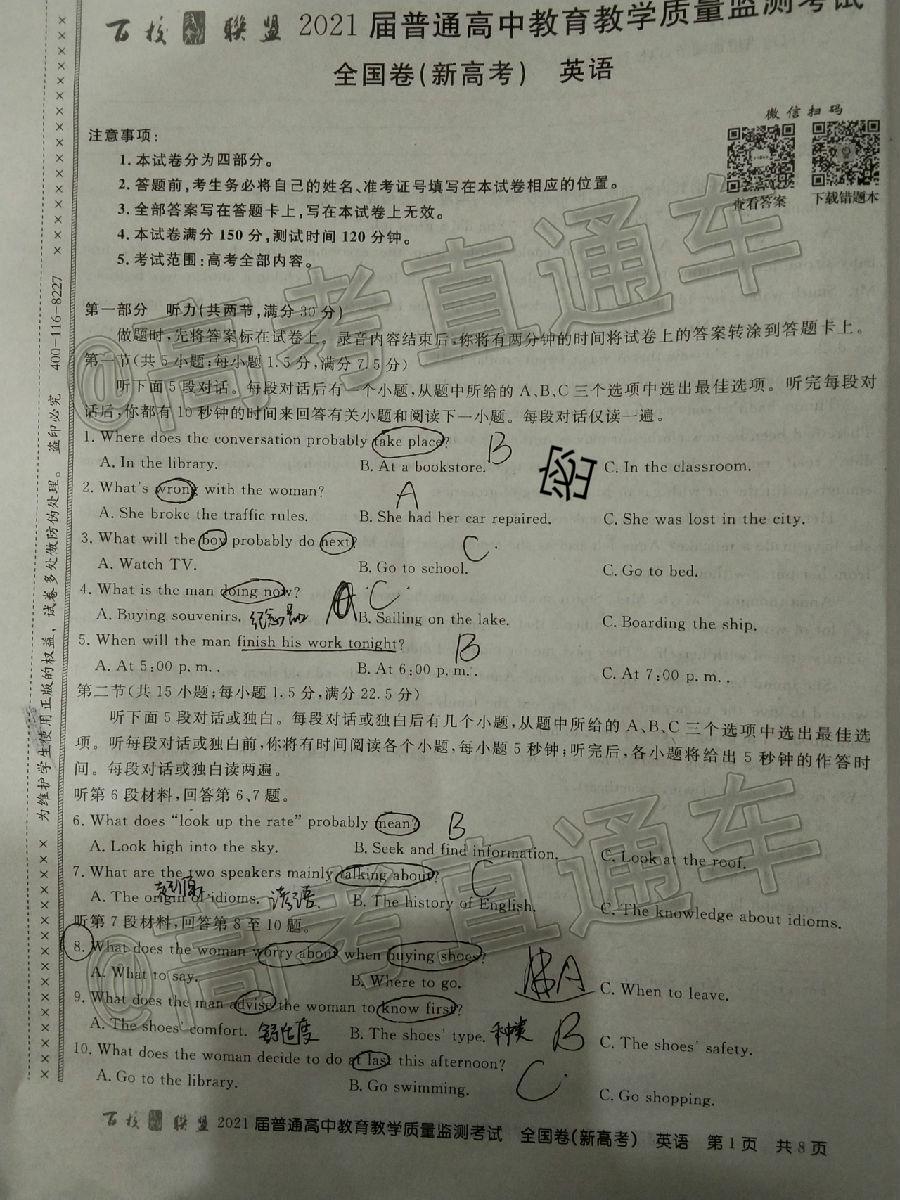 百校联盟 2021届普通高中教育教学质量监测考试
全国卷(新高考) 英语
微信扫码
查看答案 下载错题本
注意事项:
1.本试卷分为四部分。
2.答题前,考生务必将自己的姓名、准考证号填写在本试卷相应的位置。
3.全部答案写在答题卡上,写在本试卷上无效。
4.本试卷满分150分,测试时间120分钟。
5.考试范围:高考全部内容。
第一部分 听力(共两节,满分30分)
做题时,先将答案标在试卷上。录音内容结束后,你将有两分钟的时间将试卷上的答案转涂到答题卡上。
第一节(共5小题;每小题1.5分,满分7.5分)
听下面5段对话。每段对话后有一个小题,从题中所给的A、B、C三个选项中选出最佳选项。听完每段对
话后,你都有10秒钟的时间来回答有关小题和阅读下一小题。每段对话仅读一遍。
1. Where does the conversation probably take place? B
A. In the library. B. At a bookstore. C. In the classroom.
密
2. What's wrong with the woman? A
A. She broke the traffic rules. B. She had her car repaired. C. She was lost in the city.
3. What will the boy probably do next? C
A. Watch TV. B. Go to school. C. Go to bed.
4. What is the man doing now? C
A. Buying souvenirs. 纪念品 A B. Sailing on the lake. C. Boarding the ship.
5. When will the man finish his work tonight? B
A. At 5:00 p. m.. B. At 6:00 p. m.. C. At 7:00 p. m..
第二节(共15小题;每小题1.5分,满分22.5分)
听下面5段对话或独白。每段对话或独白后有几个小题,从题中所给的A、B、C三个选项中选出最佳选
项。听每段对话或独白前,你将有时间阅读各个小题,每小题5秒钟;听完后,各小题将给出5秒钟的作答时
间。每段对话或独白读两遍。
听第6段材料,回答第6、7题。
6. What does "look up the rate" probably mean? B
A. Look high into the sky. B. Seek and find information. C. Look at the roof.
7. What are the two speakers mainly talking about? C
A. The origin of idioms. B. The history of English. C. The knowledge about idioms.
听第7段材料,回答第8至10题。
8. What does the woman worry about when buying shoes? A
A. What to say. B. Where to go. C. When to leave.
9. What does the man advise the woman to know first?
A. The shoes' comfort. 舒适度 B. The shoes' type. 种类 B C. The shoes' safety.
10. What does the woman decide to do at last this afternoon? C
A. Go to the library. B. Go swimming. C. Go shopping.
百校联盟 2021届普通高中教育教学质量监测考试 全国卷(新高考) 英语 第1页 共8页
为维护学生使用正版的权益,试卷多处做防伪处理。 盗印必究 400-116-8227
@高考直通车
@高考直通车